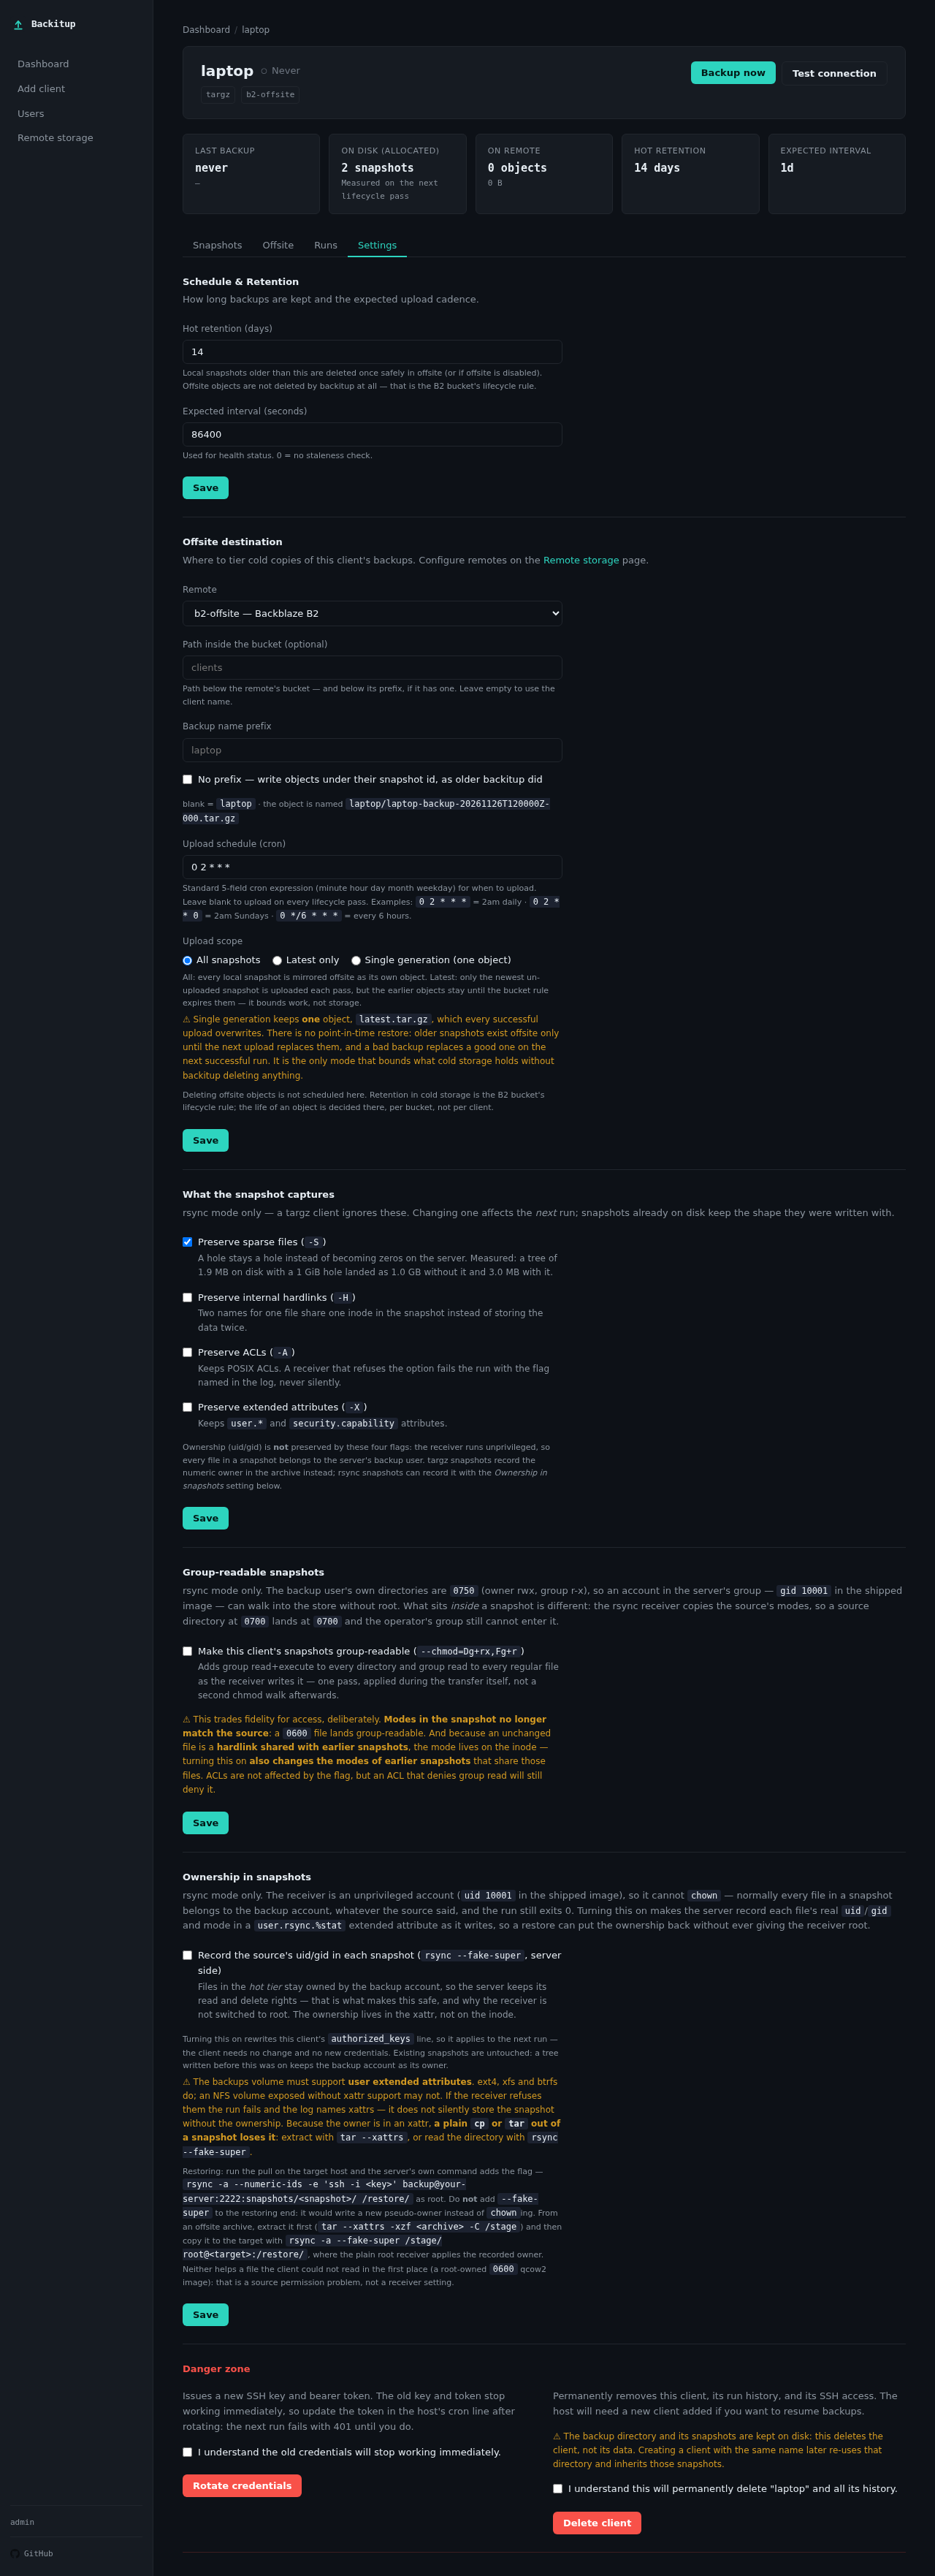 Backitup
Dashboard
Add client
Users
Remote storage
Dashboard / laptop
laptop Never
targz b2-offsite
Backup now
Test connection
LAST BACKUP
never
—
ON DISK (ALLOCATED)
2 snapshots
Measured on the next
lifecycle pass
ON REMOTE
0 objects
0 B
HOT RETENTION
14 days
EXPECTED INTERVAL
1d
Snapshots Offsite Runs Settings
Schedule & Retention
How long backups are kept and the expected upload cadence.
Hot retention (days)
14
Local snapshots older than this are deleted once safely in offsite (or if offsite is disabled).
Offsite objects are not deleted by backitup at all — that is the B2 bucket's lifecycle rule.
Expected interval (seconds)
86400
Used for health status. 0 = no staleness check.
Save
Offsite destination
Where to tier cold copies of this client's backups. Configure remotes on the Remote storage page.
Remote
b2-offsite — Backblaze B2
Path inside the bucket (optional)
clients
Path below the remote's bucket — and below its prefix, if it has one. Leave empty to use the
client name.
Backup name prefix
laptop
No prefix — write objects under their snapshot id, as older backitup did
blank = laptop · the object is named laptop/laptop-backup-20261126T120000Z-
000.tar.gz
Upload schedule (cron)
0 2 * * *
Standard 5-field cron expression (minute hour day month weekday) for when to upload.
Leave blank to upload on every lifecycle pass. Examples: 0 2 * * * = 2am daily · 0 2 *
* 0 = 2am Sundays · 0 */6 * * * = every 6 hours.
Upload scope
All snapshots Latest only Single generation (one object)
All: every local snapshot is mirrored offsite as its own object. Latest: only the newest un-
uploaded snapshot is uploaded each pass, but the earlier objects stay until the bucket rule
expires them — it bounds work, not storage.
⚠ Single generation keeps one object, latest.tar.gz, which every successful
upload overwrites. There is no point-in-time restore: older snapshots exist offsite only
until the next upload replaces them, and a bad backup replaces a good one on the
next successful run. It is the only mode that bounds what cold storage holds without
backitup deleting anything.
Deleting offsite objects is not scheduled here. Retention in cold storage is the B2 bucket's
lifecycle rule; the life of an object is decided there, per bucket, not per client.
Save
What the snapshot captures
rsync mode only — a targz client ignores these. Changing one affects the next run; snapshots already on disk keep the shape they were written with.
Preserve sparse files (-S)
A hole stays a hole instead of becoming zeros on the server. Measured: a tree of
1.9 MB on disk with a 1 GiB hole landed as 1.0 GB without it and 3.0 MB with it.
Preserve internal hardlinks (-H)
Two names for one file share one inode in the snapshot instead of storing the
data twice.
Preserve ACLs (-A)
Keeps POSIX ACLs. A receiver that refuses the option fails the run with the flag
named in the log, never silently.
Preserve extended attributes (-X)
Keeps user.* and security.capability attributes.
Ownership (uid/gid) is not preserved by these four flags: the receiver runs unprivileged, so
every file in a snapshot belongs to the server's backup user. targz snapshots record the
numeric owner in the archive instead; rsync snapshots can record it with the Ownership in
snapshots setting below.
Save
Group-readable snapshots
rsync mode only. The backup user's own directories are 0750 (owner rwx, group r-x), so an account in the server's group — gid 10001 in the shipped
image — can walk into the store without root. What sits inside a snapshot is different: the rsync receiver copies the source's modes, so a source
directory at 0700 lands at 0700 and the operator's group still cannot enter it.
Make this client's snapshots group-readable (--chmod=Dg+rx,Fg+r)
Adds group read+execute to every directory and group read to every regular file
as the receiver writes it — one pass, applied during the transfer itself, not a
second chmod walk afterwards.
⚠ This trades fidelity for access, deliberately. Modes in the snapshot no longer
match the source: a 0600 file lands group-readable. And because an unchanged
file is a hardlink shared with earlier snapshots, the mode lives on the inode —
turning this on also changes the modes of earlier snapshots that share those
files. ACLs are not affected by the flag, but an ACL that denies group read will still
deny it.
Save
Ownership in snapshots
rsync mode only. The receiver is an unprivileged account (uid 10001 in the shipped image), so it cannot chown — normally every file in a snapshot
belongs to the backup account, whatever the source said, and the run still exits 0. Turning this on makes the server record each file's real uid/gid
and mode in a user.rsync.%stat extended attribute as it writes, so a restore can put the ownership back without ever giving the receiver root.
Record the source's uid/gid in each snapshot (rsync --fake-super, server
side)
Files in the hot tier stay owned by the backup account, so the server keeps its
read and delete rights — that is what makes this safe, and why the receiver is
not switched to root. The ownership lives in the xattr, not on the inode.
Turning this on rewrites this client's authorized_keys line, so it applies to the next run —
the client needs no change and no new credentials. Existing snapshots are untouched: a tree
written before this was on keeps the backup account as its owner.
⚠ The backups volume must support user extended attributes. ext4, xfs and btrfs
do; an NFS volume exposed without xattr support may not. If the receiver refuses
them the run fails and the log names xattrs — it does not silently store the snapshot
without the ownership. Because the owner is in an xattr, a plain cp or tar out of
a snapshot loses it: extract with tar --xattrs, or read the directory with rsync
--fake-super.
Restoring: run the pull on the target host and the server's own command adds the flag —
rsync -a --numeric-ids -e 'ssh -i <key>' backup@your-
server:2222:snapshots/<snapshot>/ /restore/ as root. Do not add --fake-
super to the restoring end: it would write a new pseudo-owner instead of chowning. From
an offsite archive, extract it first (tar --xattrs -xzf <archive> -C /stage) and then
copy it to the target with rsync -a --fake-super /stage/
root@<target>:/restore/, where the plain root receiver applies the recorded owner.
Neither helps a file the client could not read in the first place (a root-owned 0600 qcow2
image): that is a source permission problem, not a receiver setting.
Save
Danger zone
Issues a new SSH key and bearer token. The old key and token stop
working immediately, so update the token in the host's cron line after
rotating: the next run fails with 401 until you do.
I understand the old credentials will stop working immediately.
Rotate credentials
Permanently removes this client, its run history, and its SSH access. The
host will need a new client added if you want to resume backups.
⚠ The backup directory and its snapshots are kept on disk: this deletes the
client, not its data. Creating a client with the same name later re-uses that
directory and inherits those snapshots.
I understand this will permanently delete "laptop" and all its history.
Delete client
admin
GitHub